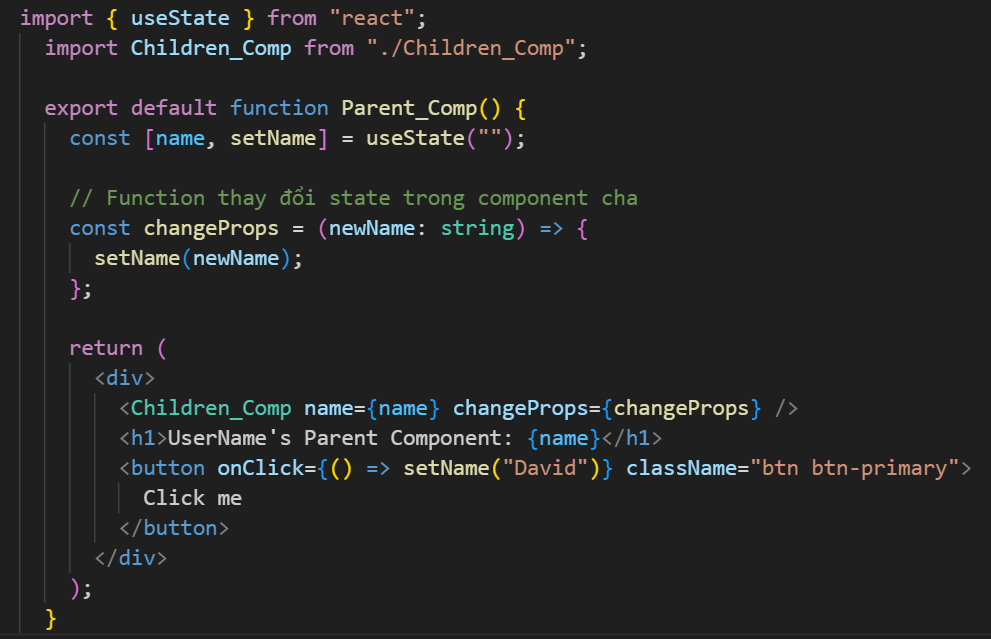 import { useState } from "react";
import Children_Comp from "./Children_Comp";
export default function Parent_Comp() {
const [name, setName] = useState("");
// Function thay đổi state trong component cha
const changeProps = (newName: string) => {
setName(newName);
};
return (
<div>
<Children_Comp name={name} changeProps={changeProps} />
<h1>UserName's Parent Component: {name}</h1>
<button onClick={() => setName("David")} className="btn btn-primary">
Click me
</button>
</div>
);
}